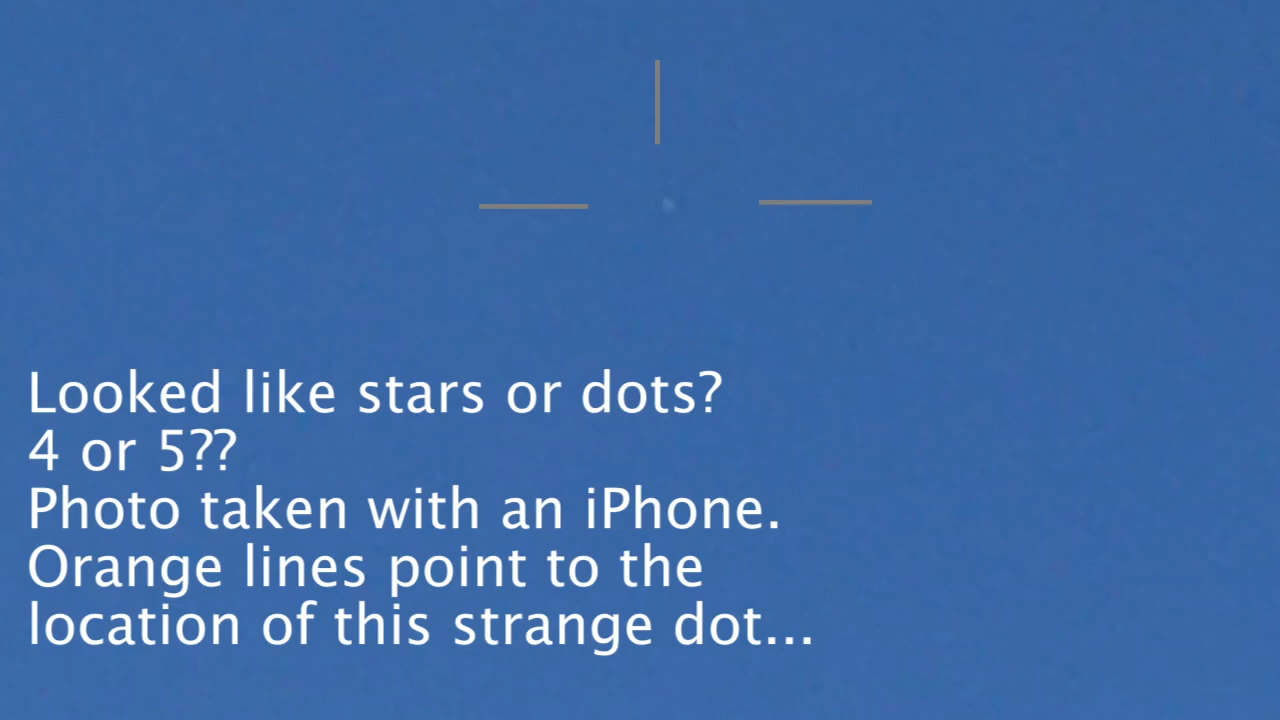 Looked like stars or dots?
4 or 5??
Photo taken with an iPhone.
Orange lines point to the
location of this strange dot...